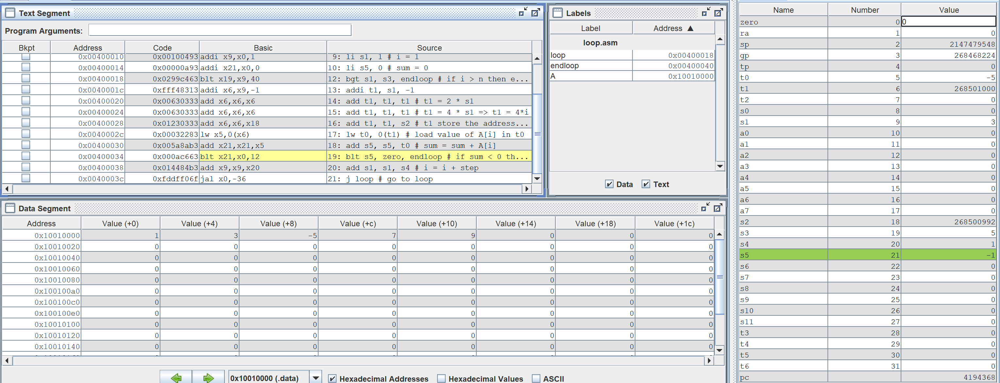 Text Segment
Program Arguments:
Bkpt Address Code Basic Source
0x00400010 0x00100493 addi x9,x0,1 9: li s1, 1 # i = 1
0x00400014 0x00000a93 addi x21,x0,0 10: li s5, 0 # sum = 0
0x00400018 0x0299c463 blt x19,x9,40 12: bgt s1, s3, endloop # if i > n then e...
0x0040001c 0xfff48313 addi x6,x9,-1 13: addi t1, s1, -1
0x00400020 0x00630333 add x6,x6,x6 14: add t1, t1, t1 # t1 = 2 * s1
0x00400024 0x00630333 add x6,x6,x6 15: add t1, t1, t1 # t1 = 4 * s1 => t1 = 4*i
0x00400028 0x01230333 add x6,x6,x18 16: add t1, t1, s2 # t1 store the address...
0x0040002c 0x00032283 lw x5,0(x6) 17: lw t0, 0(t1) # load value of A[i] in t0
0x00400030 0x005a8ab3 add x21,x21,x5 18: add s5, s5, t0 # sum = sum + A[i]
0x00400034 0x000ac663 blt x21,x0,12 19: blt s5, zero, endloop # if sum < 0 th...
0x00400038 0x014484b3 add x9,x9,x20 20: add s1, s1, s4 # i = i + step
0x0040003c 0xfddff06f jal x0,-36 21: j loop # go to loop
Labels
Label Address ▲
loop.asm
loop 0x00400018
endloop 0x00400040
A 0x10010000
Data Text
Data Segment
Address Value (+0) Value (+4) Value (+8) Value (+c) Value (+10) Value (+14) Value (+18) Value (+1c)
0x10010000 1 3 -5 7 9 0 0 0
0x10010020 0 0 0 0 0 0 0 0
0x10010040 0 0 0 0 0 0 0 0
0x10010060 0 0 0 0 0 0 0 0
0x10010080 0 0 0 0 0 0 0 0
0x100100a0 0 0 0 0 0 0 0 0
0x100100c0 0 0 0 0 0 0 0 0
0x100100e0 0 0 0 0 0 0 0 0
0x10010100 0 0 0 0 0 0 0 0
0x10010120 0 0 0 0 0 0 0 0
0x10010140 0 0 0 0 0 0 0 0
0x10010000 (.data) Hexadecimal Addresses Hexadecimal Values ASCII
Name Number Value
zero 0 0
ra 1 0
sp 2 2147479548
gp 3 268468224
tp 4 0
t0 5 -5
t1 6 268501000
t2 7 0
s0 8 0
s1 9 3
a0 10 0
a1 11 0
a2 12 0
a3 13 0
a4 14 0
a5 15 0
a6 16 0
a7 17 0
s2 18 268500992
s3 19 5
s4 20 1
s5 21 -1
s6 22 0
s7 23 0
s8 24 0
s9 25 0
s10 26 0
s11 27 0
t3 28 0
t4 29 0
t5 30 0
t6 31 0
pc 4194368